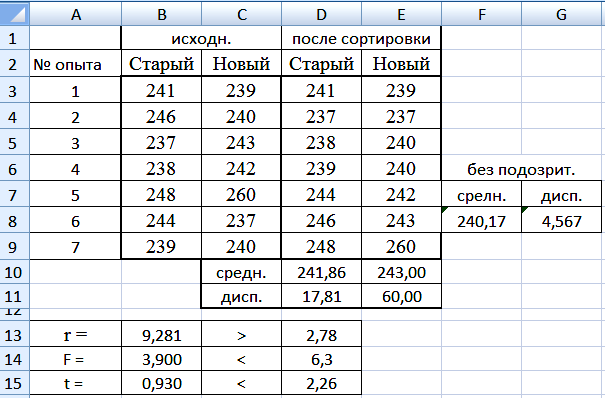 A B C D E F G
1 исходн. после сортировки
2 № опыта Старый Новый Старый Новый
3 1 241 239 241 239
4 2 246 240 237 237
5 3 237 243 238 240
6 4 238 242 239 240 без подозрит.
7 5 248 260 244 242 срелн. дисп.
8 6 244 237 246 243 240,17 4,567
9 7 239 240 248 260
10 средн. 241,86 243,00
11 дисп. 17,81 60,00
12
13 r = 9,281 > 2,78
14 F = 3,900 < 6,3
15 t = 0,930 < 2,26